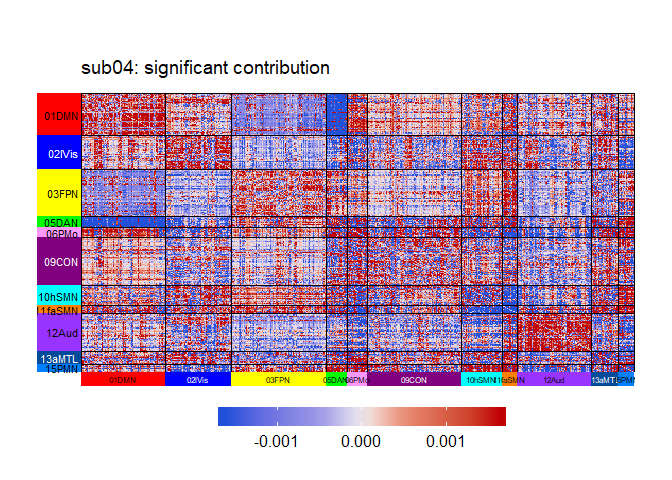 sub04: significant contribution
01DMN
02lVis
03FPN
05DAN
06PMo
09CON
10hSMN
12Aud
13aMTL
15PMN
01DMN
02lVis
03FPN
05DAN
06PMo
09CON
10hSMN
12Aud
13aMTL
-0.001 0.000 0.001